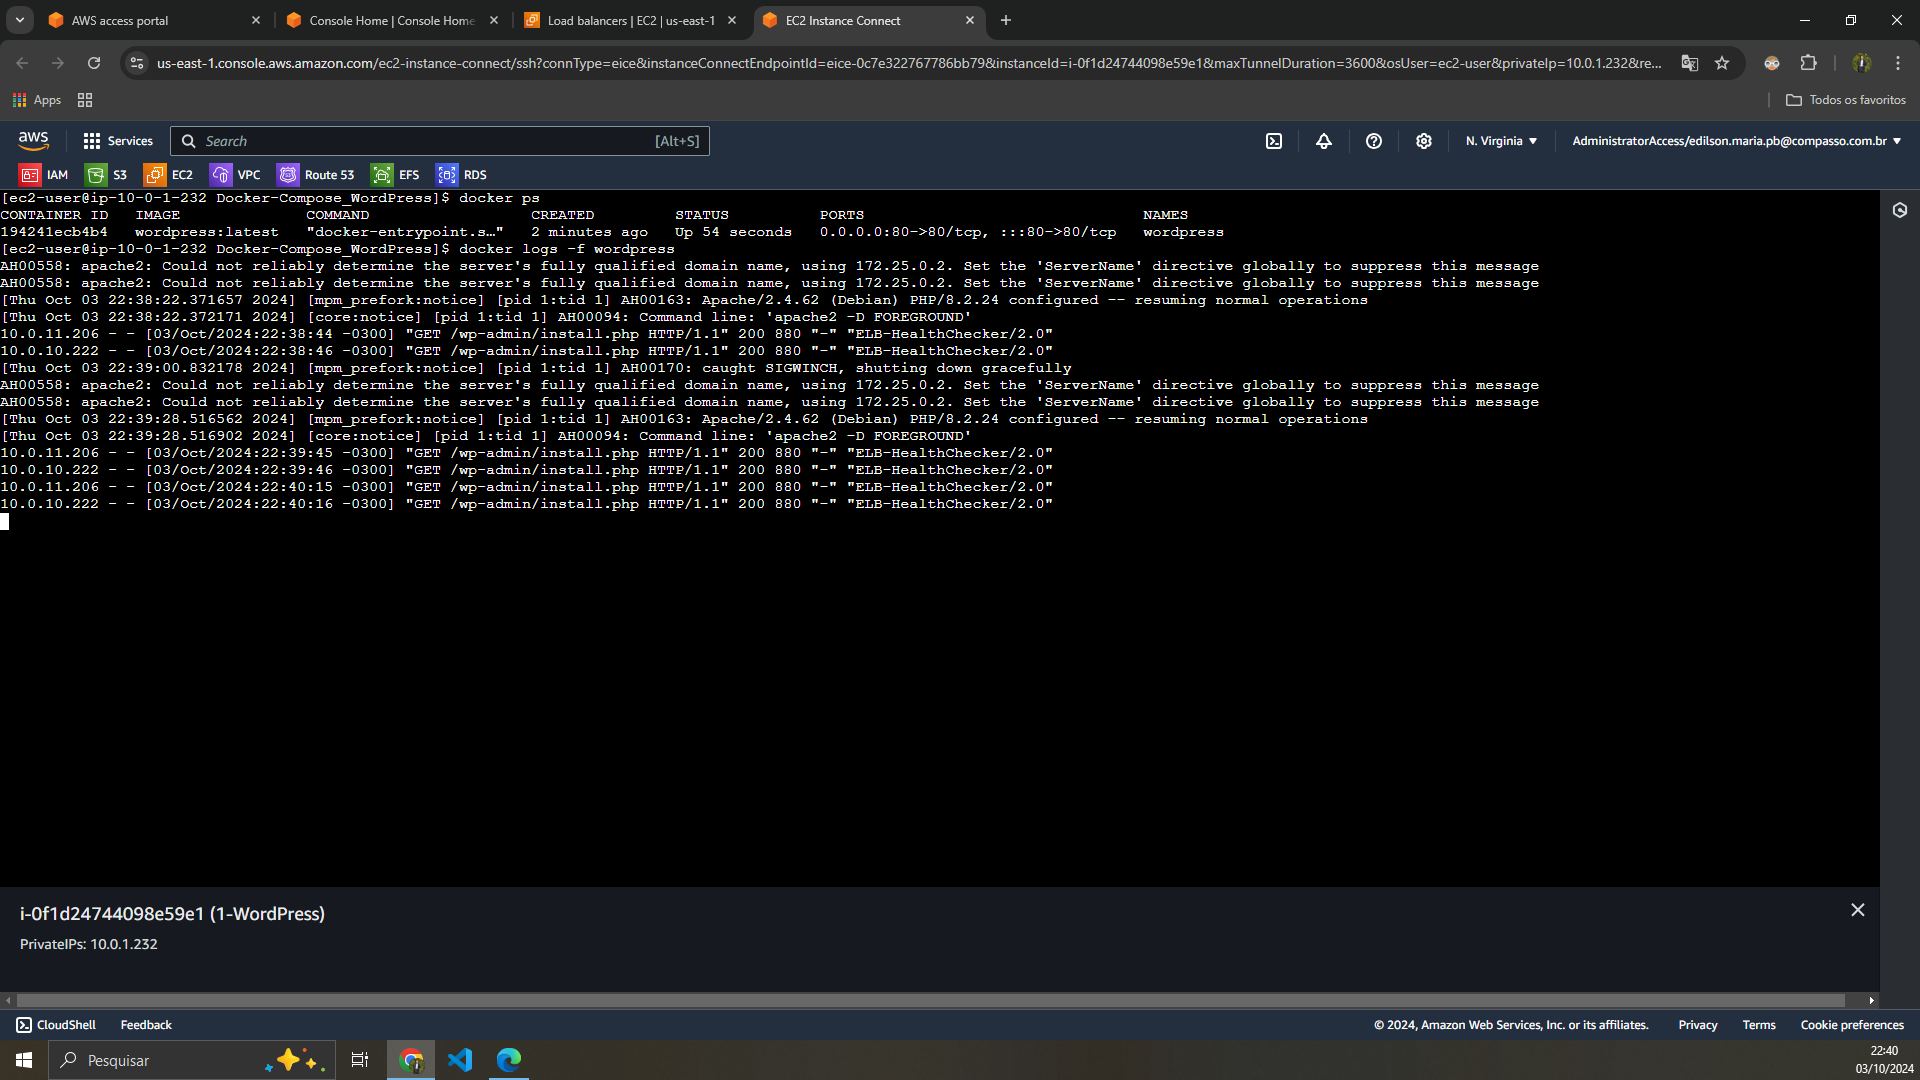 AWS access portal
Console Home | Console Home
Load balancers | EC2 | us-east-1
EC2 Instance Connect
us-east-1.console.aws.amazon.com/ec2-instance-connect/ssh?connType=eice&instanceConnectEndpointId=eice-0c7e322767786bb79&instanceId=i-0f1d24744098e59e1&maxTunnelDuration=3600&osUser=ec2-user&privateIp=10.0.1.232&re...
Apps
Todos os favoritos
aws
Services
Search
[Alt+S]
N. Virginia
AdministratorAccess/edilson.maria.pb@compasso.com.br
IAM
S3
EC2
VPC
Route 53
EFS
RDS
[ec2-user@ip-10-0-1-232 Docker-Compose_WordPress]$ docker ps
CONTAINER ID   IMAGE              COMMAND                  CREATED         STATUS          PORTS                               NAMES
194241ecb4b4   wordpress:latest   "docker-entrypoint.s…"   2 minutes ago   Up 54 seconds   0.0.0.0:80->80/tcp, :::80->80/tcp   wordpress
[ec2-user@ip-10-0-1-232 Docker-Compose_WordPress]$ docker logs -f wordpress
AH00558: apache2: Could not reliably determine the server's fully qualified domain name, using 172.25.0.2. Set the 'ServerName' directive globally to suppress this message
AH00558: apache2: Could not reliably determine the server's fully qualified domain name, using 172.25.0.2. Set the 'ServerName' directive globally to suppress this message
[Thu Oct 03 22:38:22.371657 2024] [mpm_prefork:notice] [pid 1:tid 1] AH00163: Apache/2.4.62 (Debian) PHP/8.2.24 configured -- resuming normal operations
[Thu Oct 03 22:38:22.372171 2024] [core:notice] [pid 1:tid 1] AH00094: Command line: 'apache2 -D FOREGROUND'
10.0.11.206 - - [03/Oct/2024:22:38:44 -0300] "GET /wp-admin/install.php HTTP/1.1" 200 880 "-" "ELB-HealthChecker/2.0"
10.0.10.222 - - [03/Oct/2024:22:38:46 -0300] "GET /wp-admin/install.php HTTP/1.1" 200 880 "-" "ELB-HealthChecker/2.0"
[Thu Oct 03 22:39:00.832178 2024] [mpm_prefork:notice] [pid 1:tid 1] AH00170: caught SIGWINCH, shutting down gracefully
AH00558: apache2: Could not reliably determine the server's fully qualified domain name, using 172.25.0.2. Set the 'ServerName' directive globally to suppress this message
AH00558: apache2: Could not reliably determine the server's fully qualified domain name, using 172.25.0.2. Set the 'ServerName' directive globally to suppress this message
[Thu Oct 03 22:39:28.516562 2024] [mpm_prefork:notice] [pid 1:tid 1] AH00163: Apache/2.4.62 (Debian) PHP/8.2.24 configured -- resuming normal operations
[Thu Oct 03 22:39:28.516902 2024] [core:notice] [pid 1:tid 1] AH00094: Command line: 'apache2 -D FOREGROUND'
10.0.11.206 - - [03/Oct/2024:22:39:45 -0300] "GET /wp-admin/install.php HTTP/1.1" 200 880 "-" "ELB-HealthChecker/2.0"
10.0.10.222 - - [03/Oct/2024:22:39:46 -0300] "GET /wp-admin/install.php HTTP/1.1" 200 880 "-" "ELB-HealthChecker/2.0"
10.0.11.206 - - [03/Oct/2024:22:40:15 -0300] "GET /wp-admin/install.php HTTP/1.1" 200 880 "-" "ELB-HealthChecker/2.0"
10.0.10.222 - - [03/Oct/2024:22:40:16 -0300] "GET /wp-admin/install.php HTTP/1.1" 200 880 "-" "ELB-HealthChecker/2.0"
i-0f1d24744098e59e1 (1-WordPress)
PrivateIPs: 10.0.1.232
CloudShell
Feedback
© 2024, Amazon Web Services, Inc. or its affiliates.
Privacy
Terms
Cookie preferences
Pesquisar
22:40
03/10/2024